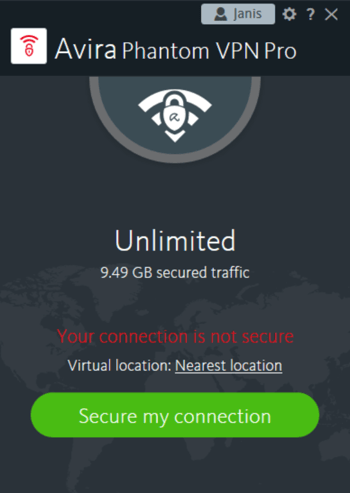 Janis ?
Avira Phantom VPN Pro
Unlimited
9.49 GB secured traffic
Your connection is not secure
Virtual location: Nearest location
Secure my connection